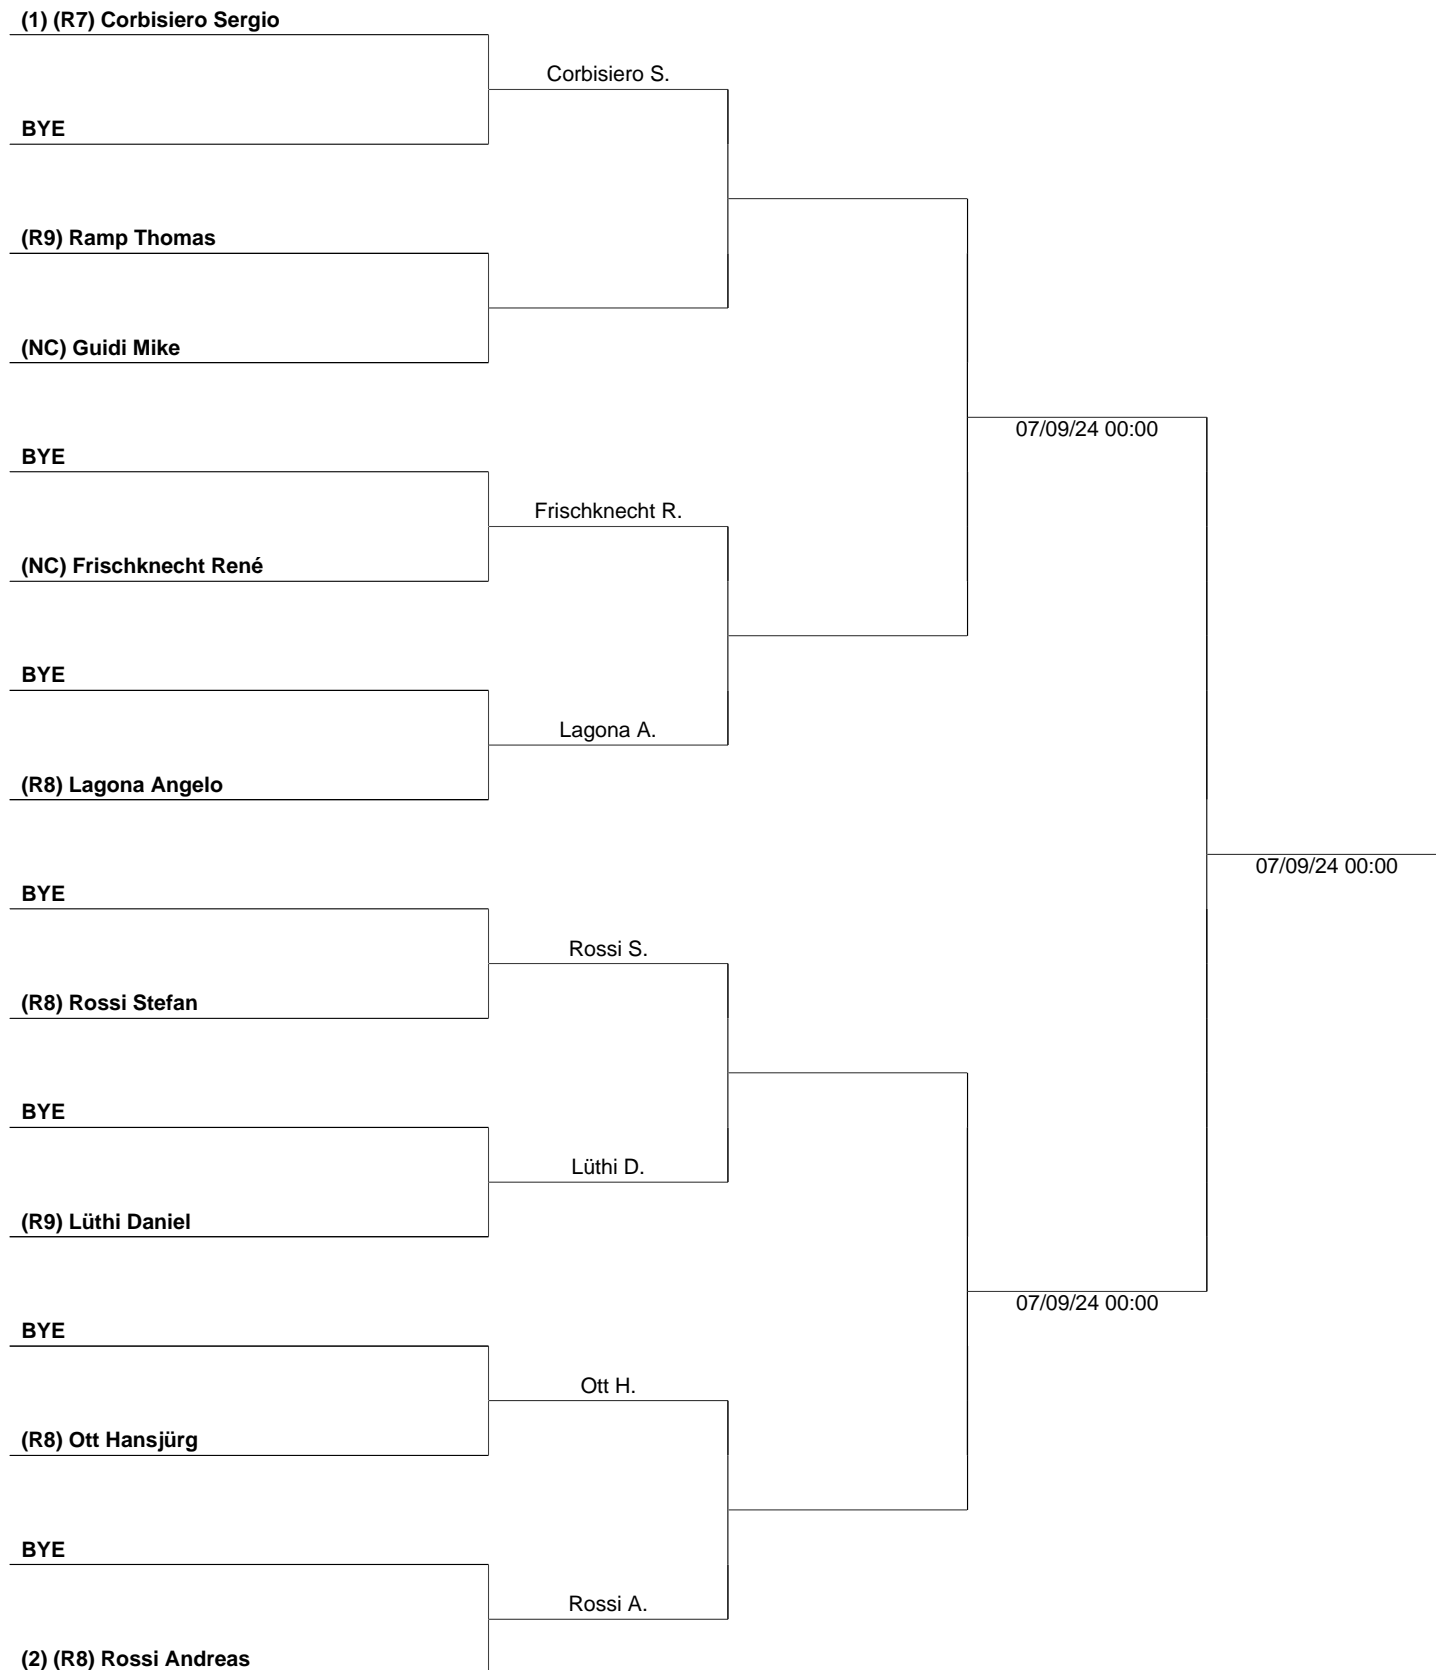 (1) (R7) Corbisiero Sergio
Corbisiero S.
BYE
(R9) Ramp Thomas
(NC) Guidi Mike
07/09/24 00:00
BYE
Frischknecht R.
(NC) Frischknecht René
BYE
Lagona A.
(R8) Lagona Angelo
07/09/24 00:00
BYE
Rossi S.
(R8) Rossi Stefan
BYE
Lüthi D.
(R9) Lüthi Daniel
07/09/24 00:00
BYE
Ott H.
(R8) Ott Hansjürg
BYE
Rossi A.
(2) (R8) Rossi Andreas